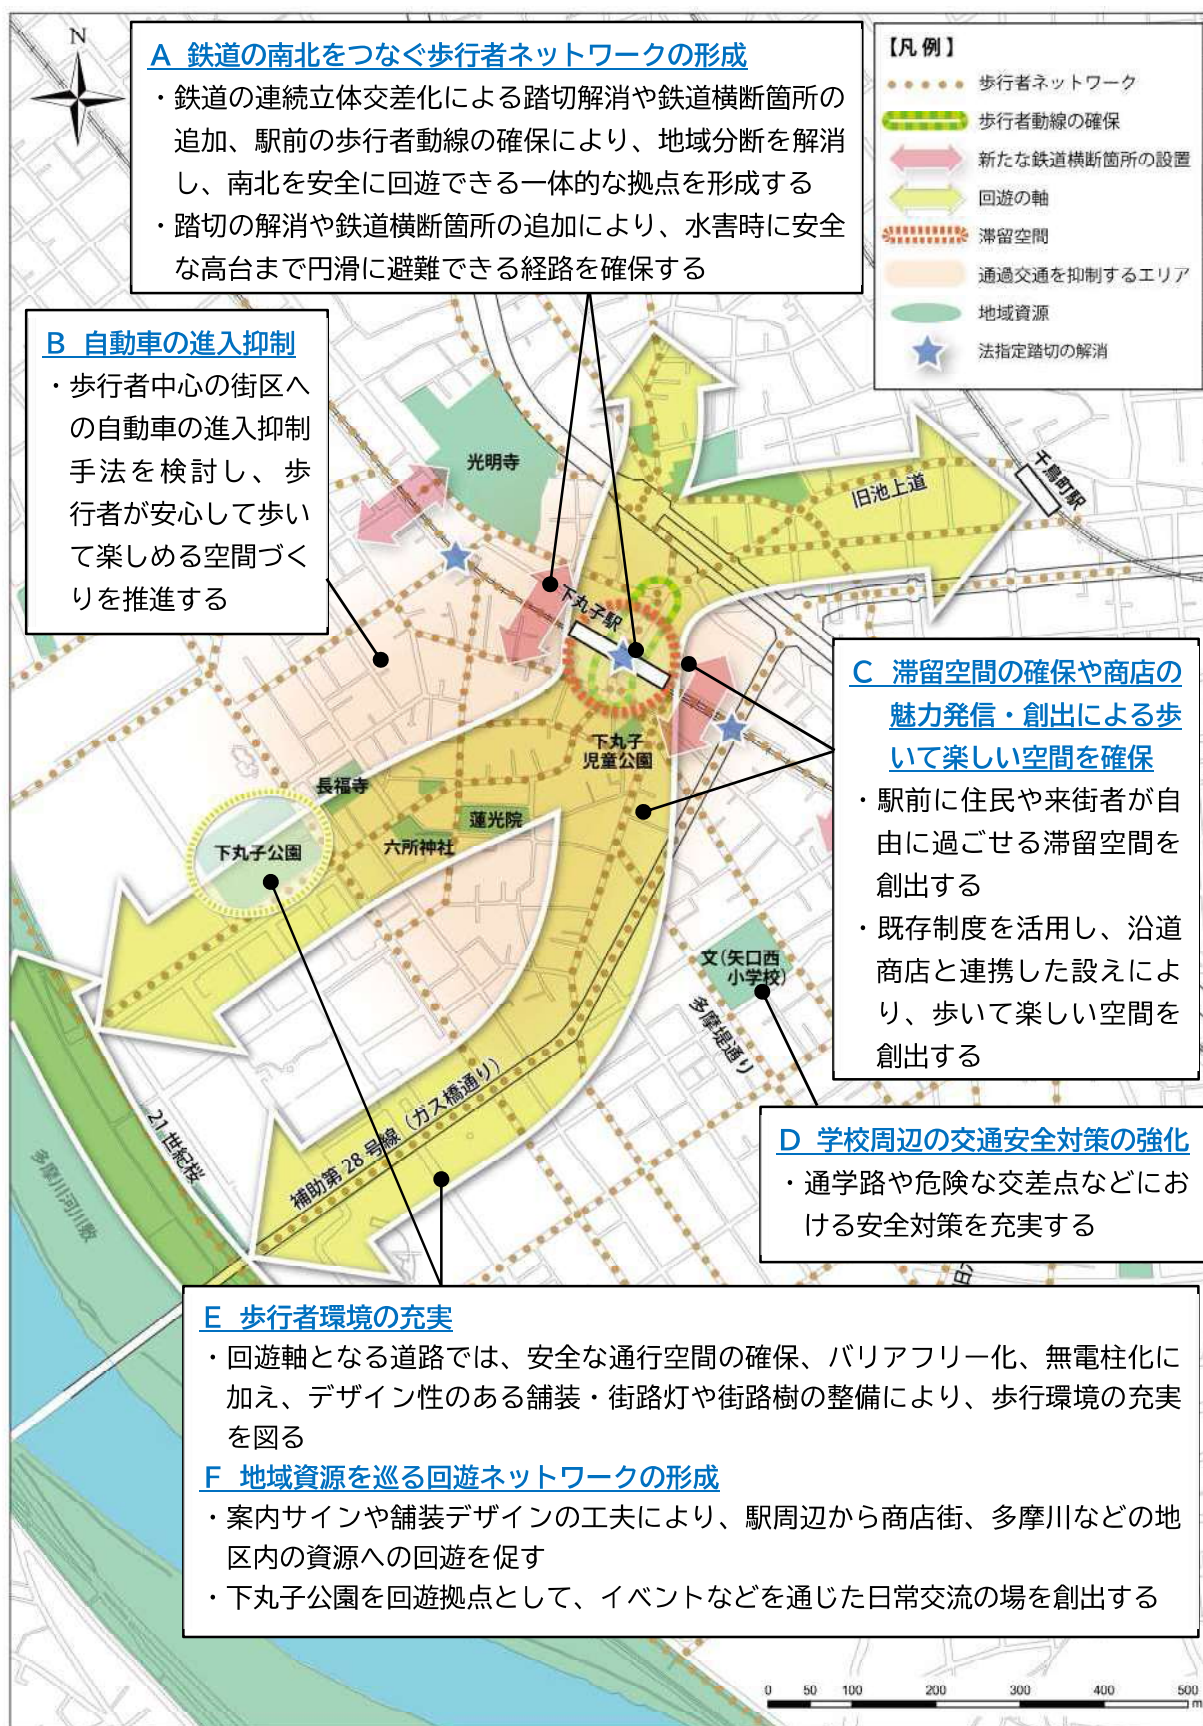 N
A 鉄道の南北をつなぐ歩行者ネットワークの形成
・鉄道の連続立体交差化による踏切解消や鉄道横断箇所の
追加、駅前の歩行者動線の確保により、地域分断を解消
し、南北を安全に回遊できる一体的な拠点を形成する
・踏切の解消や鉄道横断箇所の追加により、水害時に安全
な高台まで円滑に避難できる経路を確保する
【凡例】
歩行者ネットワーク
歩行者動線の確保
新たな鉄道横断箇所の設置
回遊の軸
滞留空間
通過交通を抑制するエリア
地域資源
法指定踏切の解消
B 自動車の進入抑制
・歩行者中心の街区へ
の自動車の進入抑制
手法を検討し、歩
行者が安心して歩い
て楽しめる空間づく
りを推進する
光明寺
旧池上道
千鳥町駅
下丸子駅
下丸子
児童公園
長福寺
蓮光院
六所神社
下丸子公園
C 滞留空間の確保や商店の
魅力発信・創出による歩
いて楽しい空間を確保
・駅前に住民や来街者が自
由に過ごせる滞留空間を
創出する
・既存制度を活用し、沿道
商店と連携した設えによ
り、歩いて楽しい空間を
創出する
文(矢口西
小学校)
多摩堤通り
補助第28号線(ガス橋通り)
21世紀桜
多摩川河川敷
D 学校周辺の交通安全対策の強化
・通学路や危険な交差点などにお
ける安全対策を充実する
E 歩行者環境の充実
・回遊軸となる道路では、安全な通行空間の確保、バリアフリー化、無電柱化に
加え、デザイン性のある舗装・街路灯や街路樹の整備により、歩行環境の充実
を図る
F 地域資源を巡る回遊ネットワークの形成
・案内サインや舗装デザインの工夫により、駅周辺から商店街、多摩川などの地
区内の資源への回遊を促す
・下丸子公園を回遊拠点として、イベントなどを通じた日常交流の場を創出する
0 50 100 200 300 400 500
m